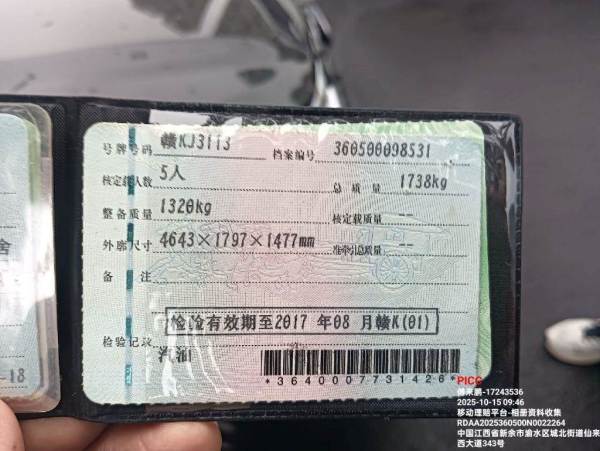 号牌号码 赣KJ3113 档案编号 360500098531
核定载人数 5人 总质量 1738kg
整备质量 1320kg 核定载质量 --
外廓尺寸 4643×1797×1477mm 准牵引总质量 --
备注
检验有效期至2017 年08 月赣K(01)
检验记录
汽油
*3640007731426*
-18
PICC
-17243536
2025-10-15 09:46
移动理赔平台-相册资料收集
RDAA2025360500N0022264
中国江西省新余市渝水区城北街道仙来
西大道343号